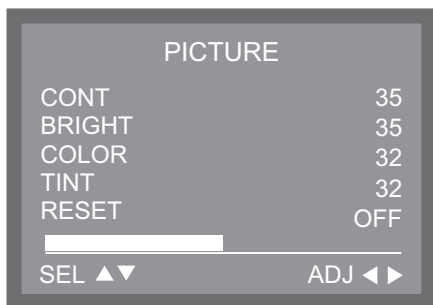 PICTURE
CONT 35
BRIGHT 35
COLOR 32
TINT 32
RESET OFF
SEL ▲▼ ADJ ◀ ▶